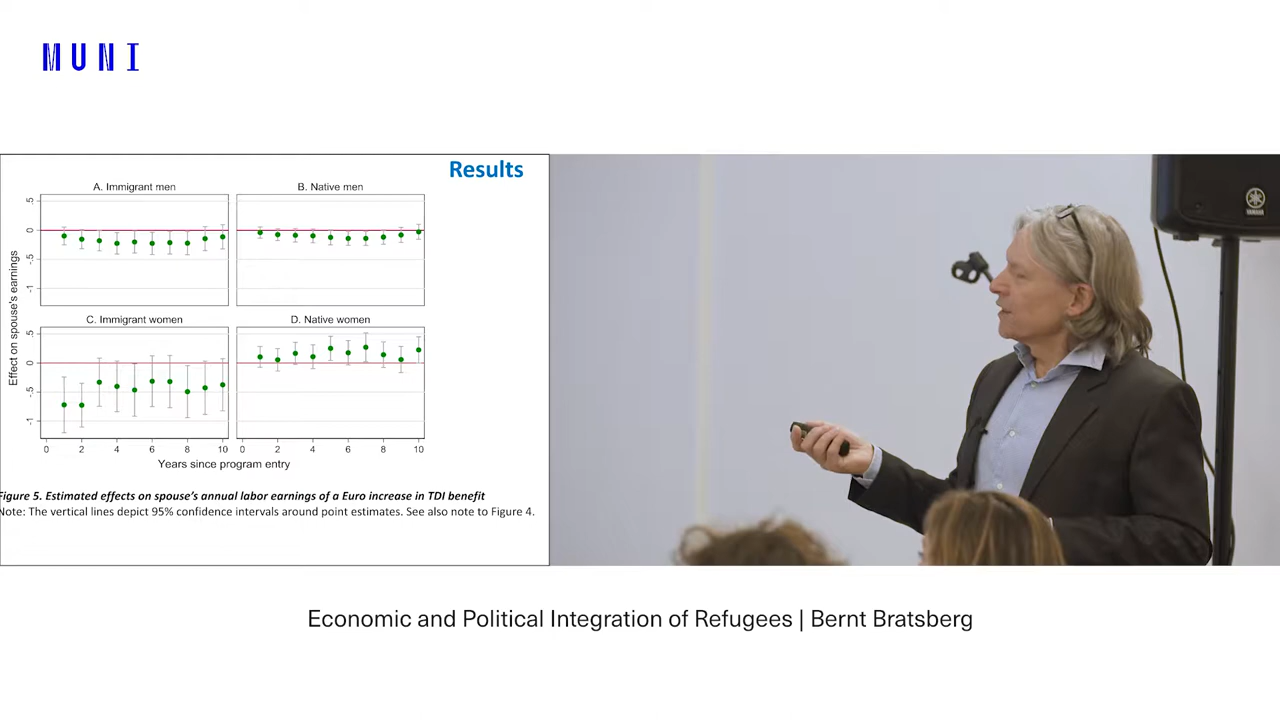 MUNI
Results
A. Immigrant men
B. Native men
.5
0
-.5
-1
C. Immigrant women
D. Native women
.5
0
-.5
-1
Effect on spouse's earnings
0 2 4 6 8 10 0 2 4 6 8 10
Years since program entry
igure 5. Estimated effects on spouse's annual labor earnings of a Euro increase in TDI benefit
Note: The vertical lines depict 95% confidence intervals around point estimates. See also note to Figure 4.
YAMAHA
Economic and Political Integration of Refugees | Bernt Bratsberg